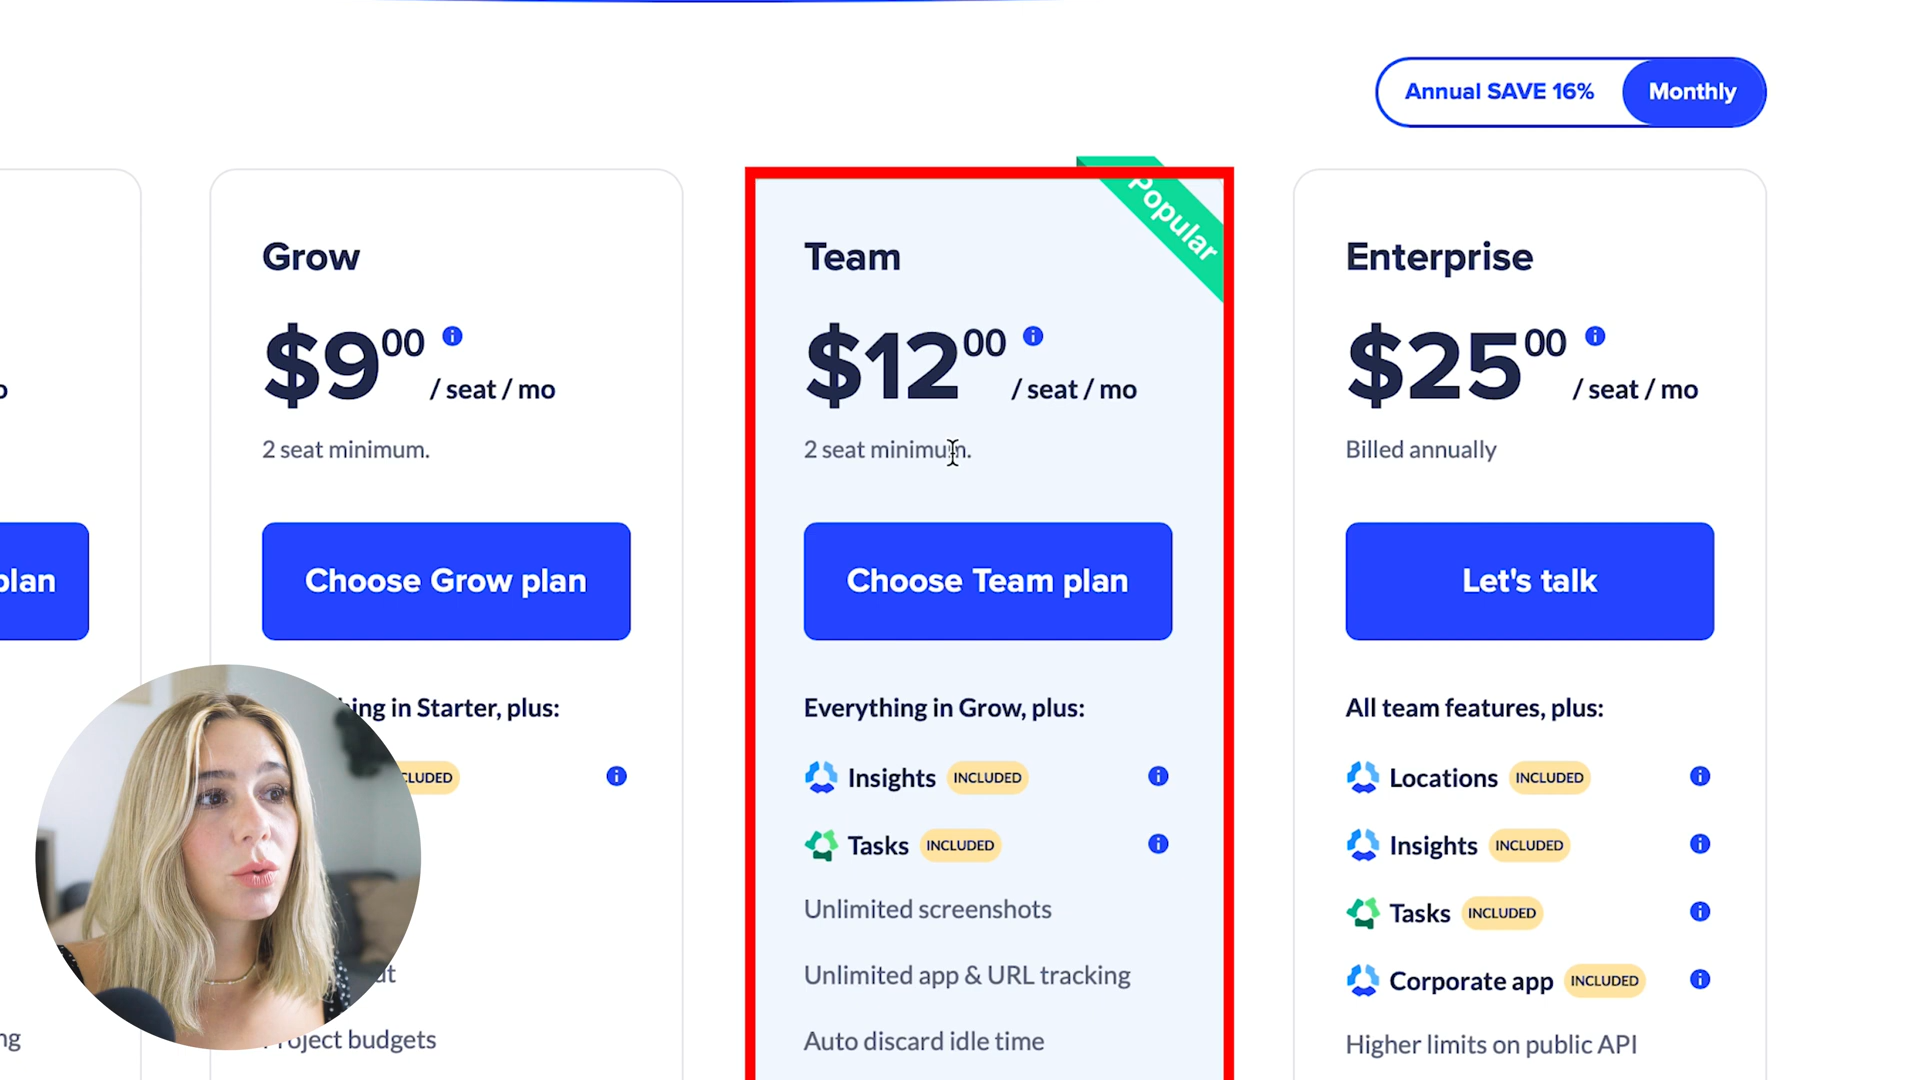 Annual SAVE 16% Monthly
Popular
Grow
$9 00 / seat / mo
2 seat minimum.
Choose Grow plan
ing in Starter, plus:
CLUDED
Project budgets
Team
$12 00 / seat / mo
2 seat minimum.
Choose Team plan
Everything in Grow, plus:
Insights INCLUDED
Tasks INCLUDED
Unlimited screenshots
Unlimited app & URL tracking
Auto discard idle time
Enterprise
$25 00 / seat / mo
Billed annually
Let's talk
All team features, plus:
Locations INCLUDED
Insights INCLUDED
Tasks INCLUDED
Corporate app INCLUDED
Higher limits on public API
plan